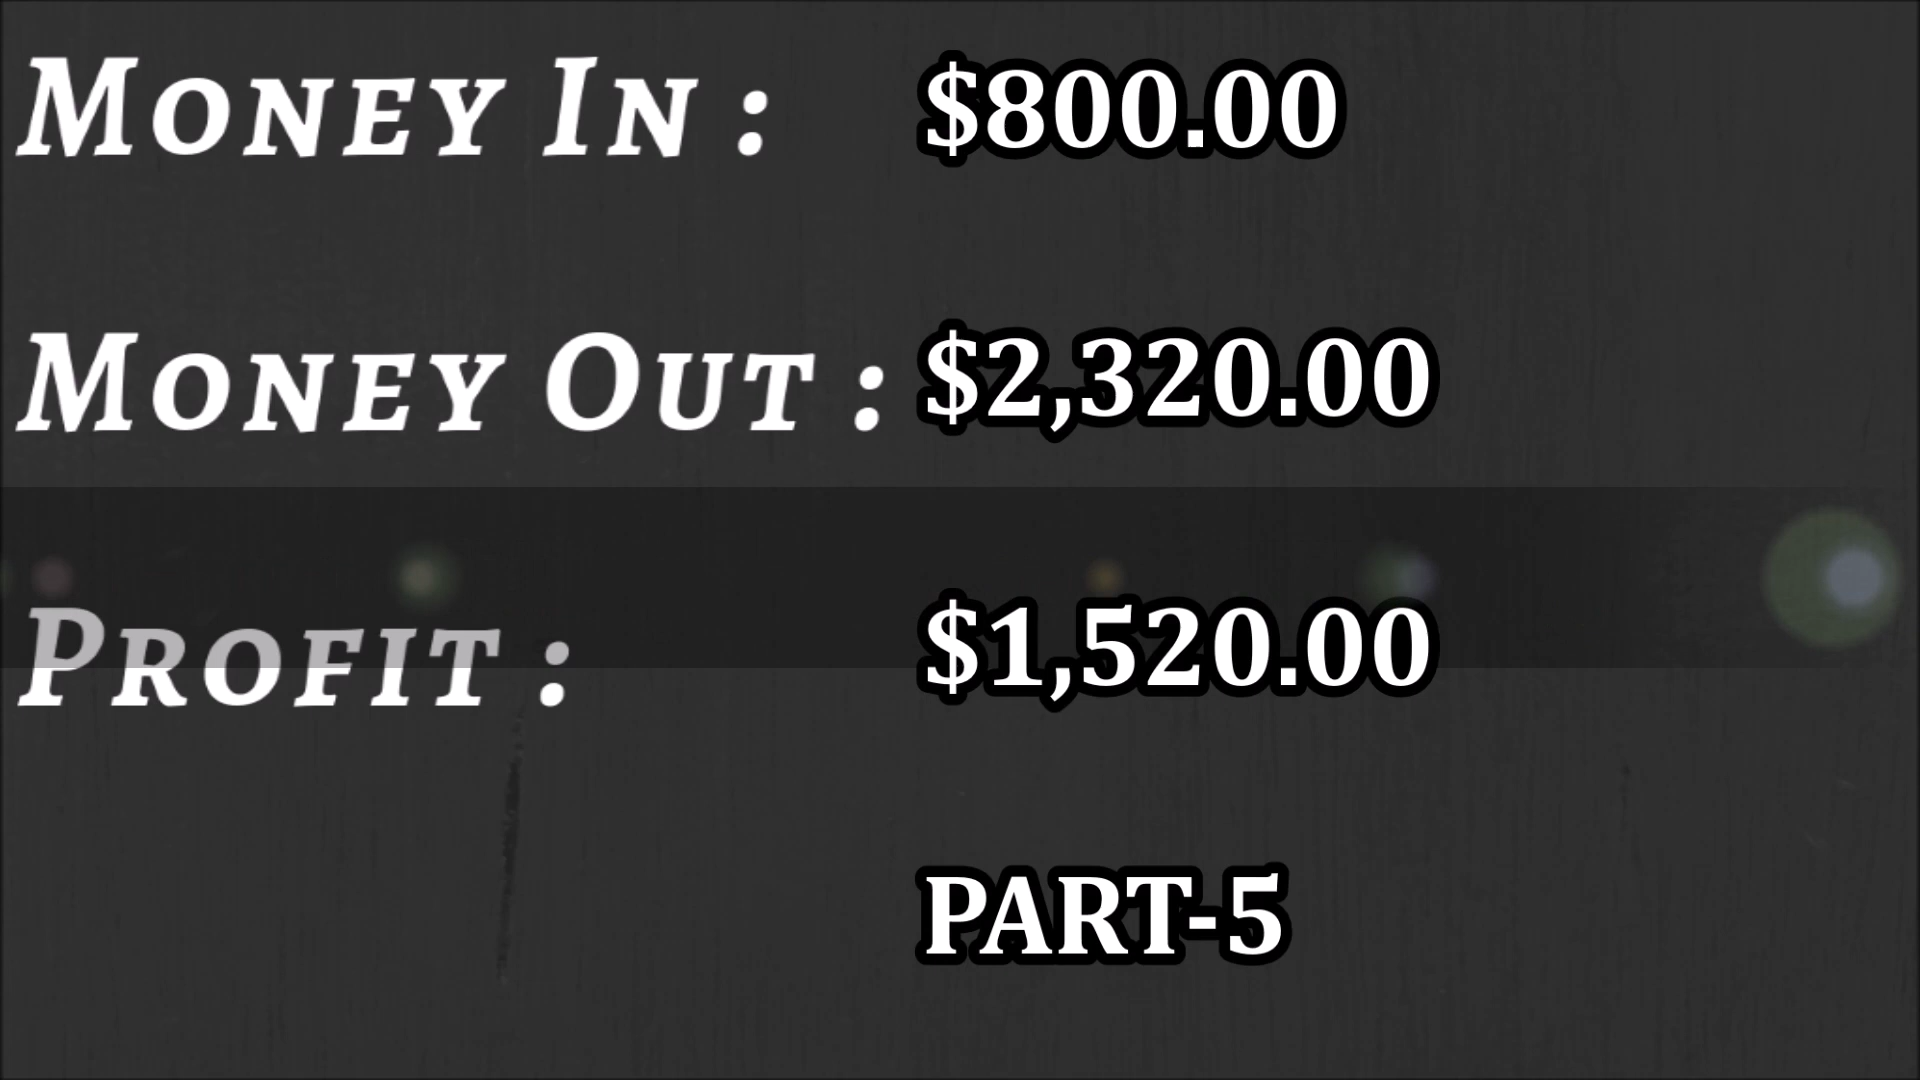 Money In : $800.00
Money Out : $2,320.00
Profit : $1,520.00
PART-5